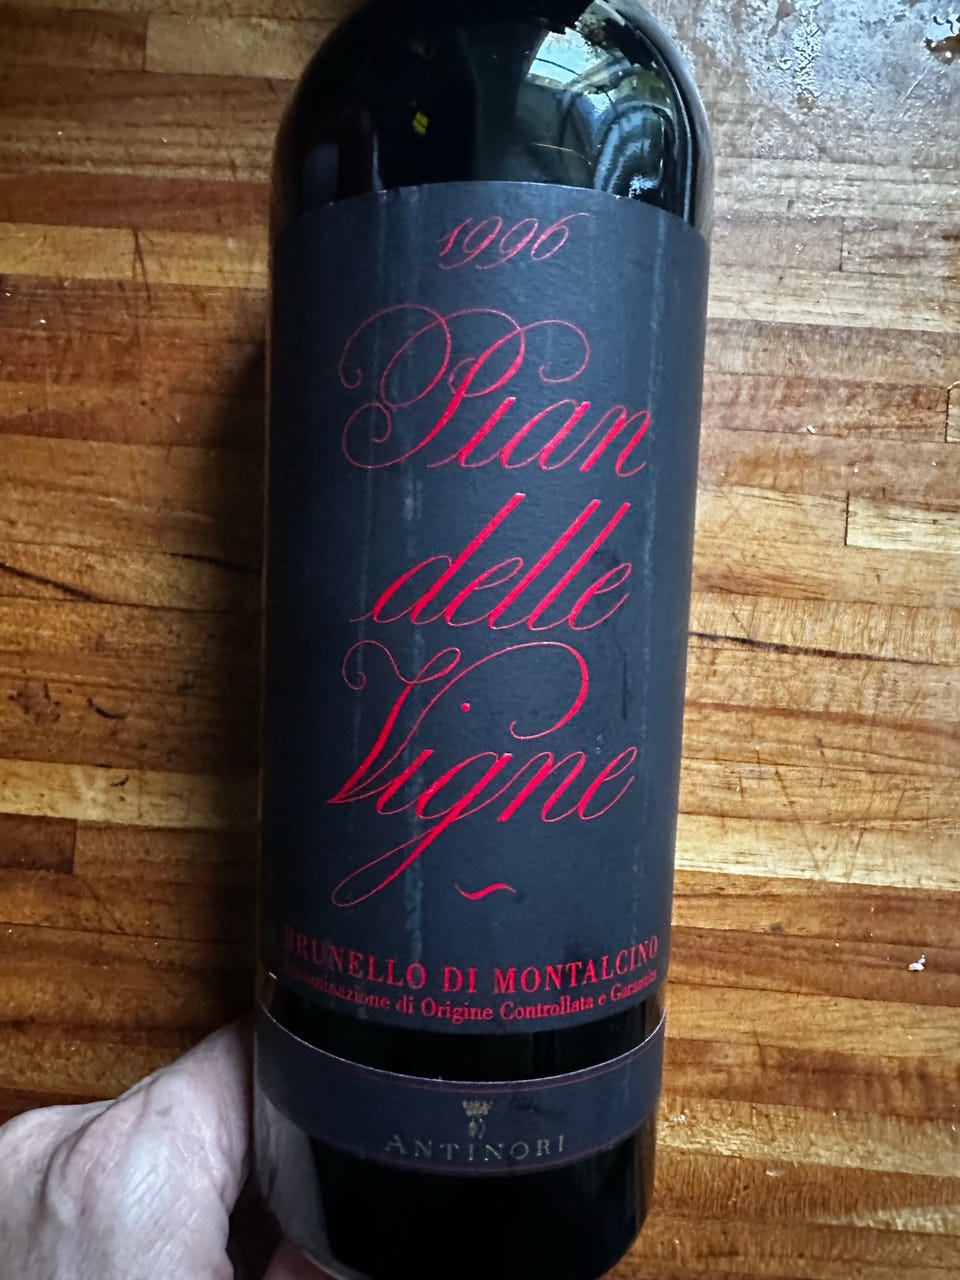 1996
Pian
delle
Vigne
BRUNELLO DI MONTALCINO
Denominazione di Origine Controllata e Garantita
ANTINORI